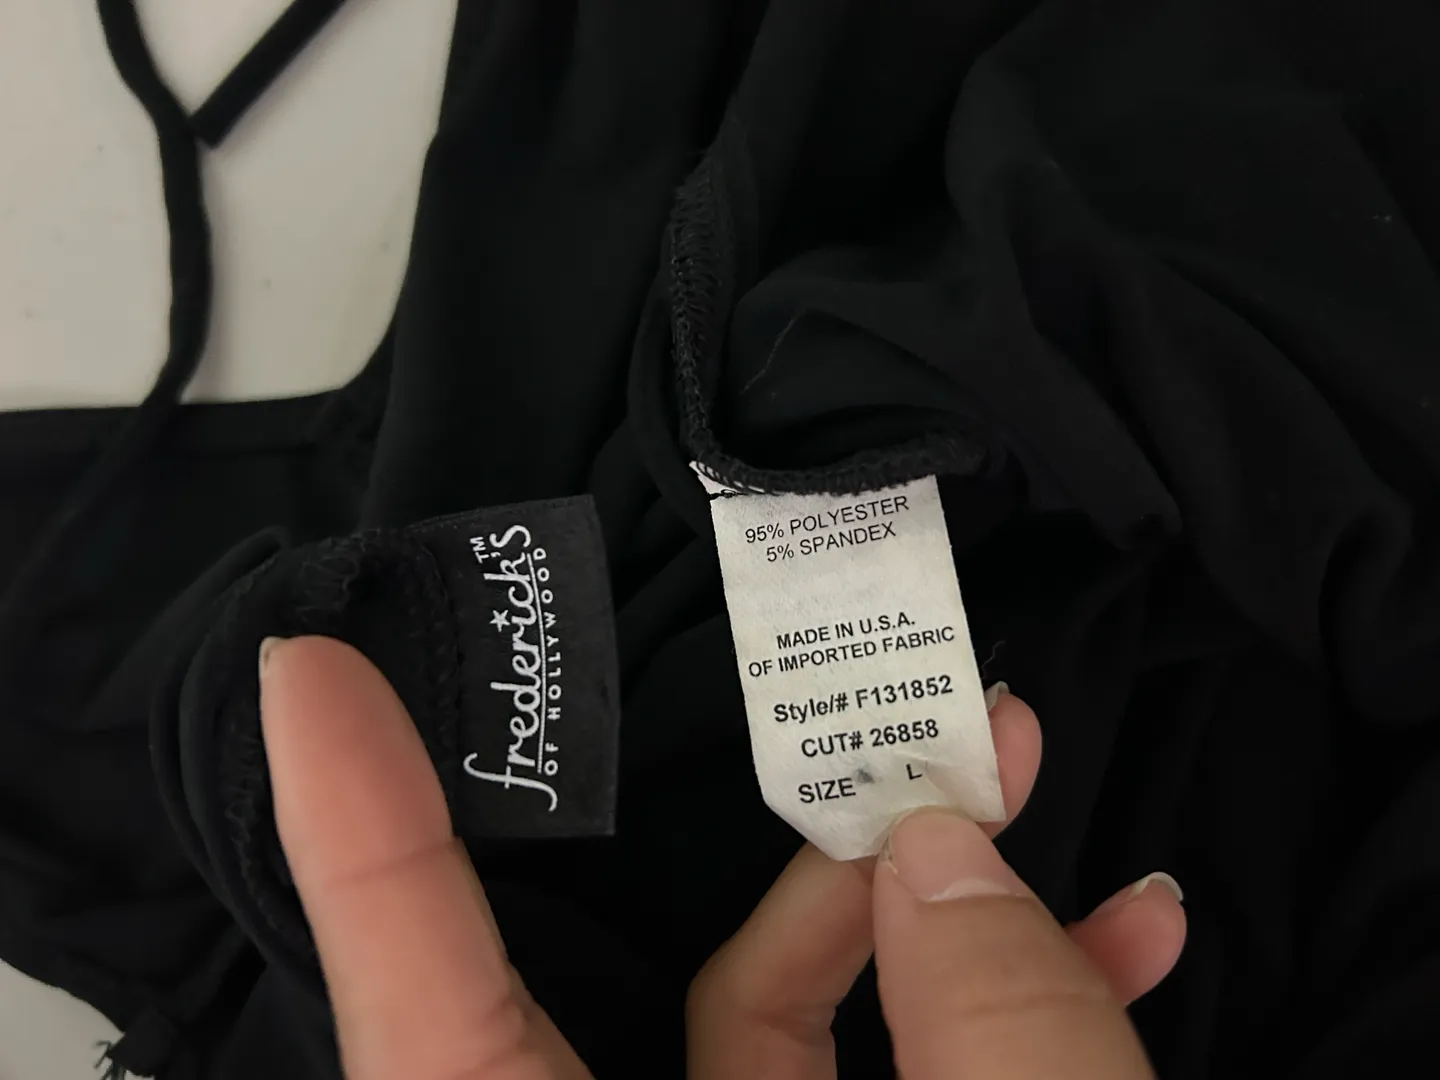 frederick's™
OF HOLLYWOOD
95% POLYESTER
5% SPANDEX
MADE IN U.S.A.
OF IMPORTED FABRIC
Style/# F131852
CUT# 26858
SIZE L